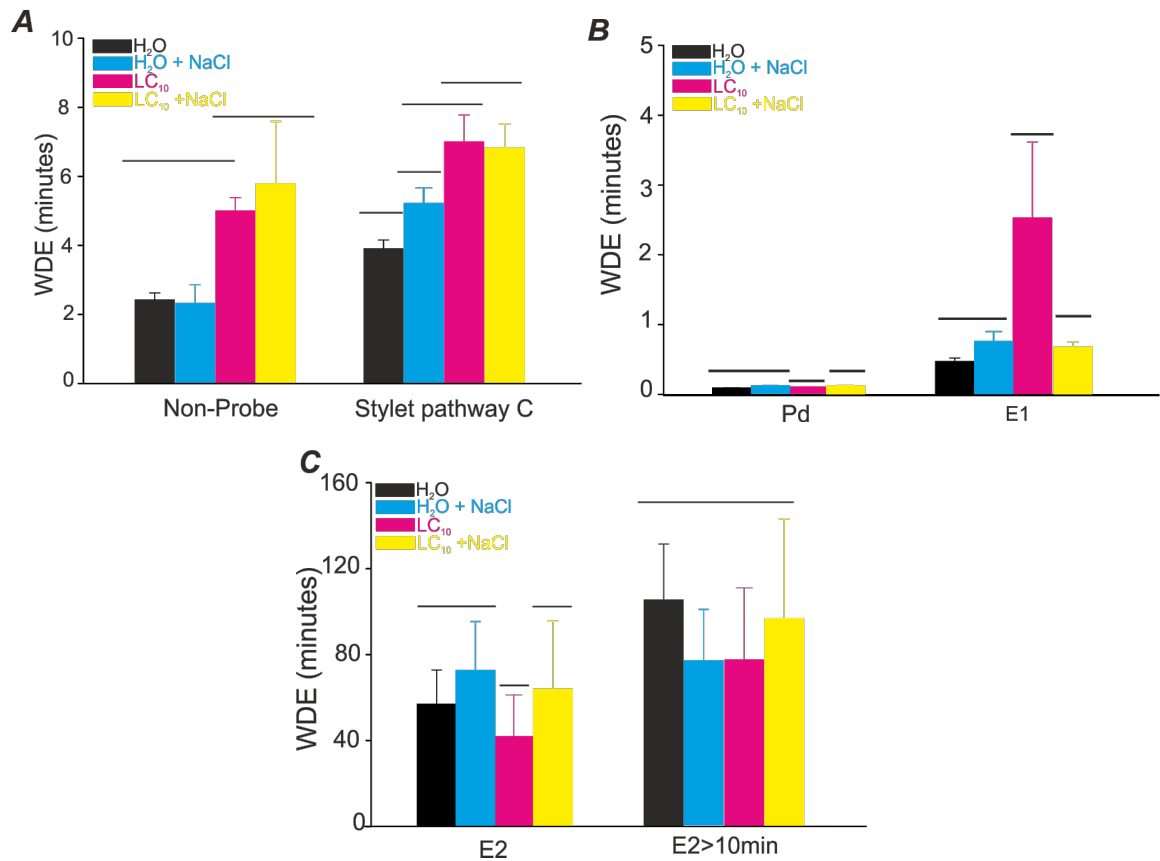 A
10
8
6
4
2
0
WDE (minutes)
H₂O
H₂O + NaCl
LC₁₀
LC₁₀ +NaCl
Non-Probe
Stylet pathway C
B
5
4
3
2
1
0
WDE (minutes)
H₂O
H₂O + NaCl
LC₁₀
LC₁₀ +NaCl
Pd
E1
C
160
120
80
40
0
WDE (minutes)
H₂O
H₂O + NaCl
LC₁₀
LC₁₀ +NaCl
E2
E2>10min